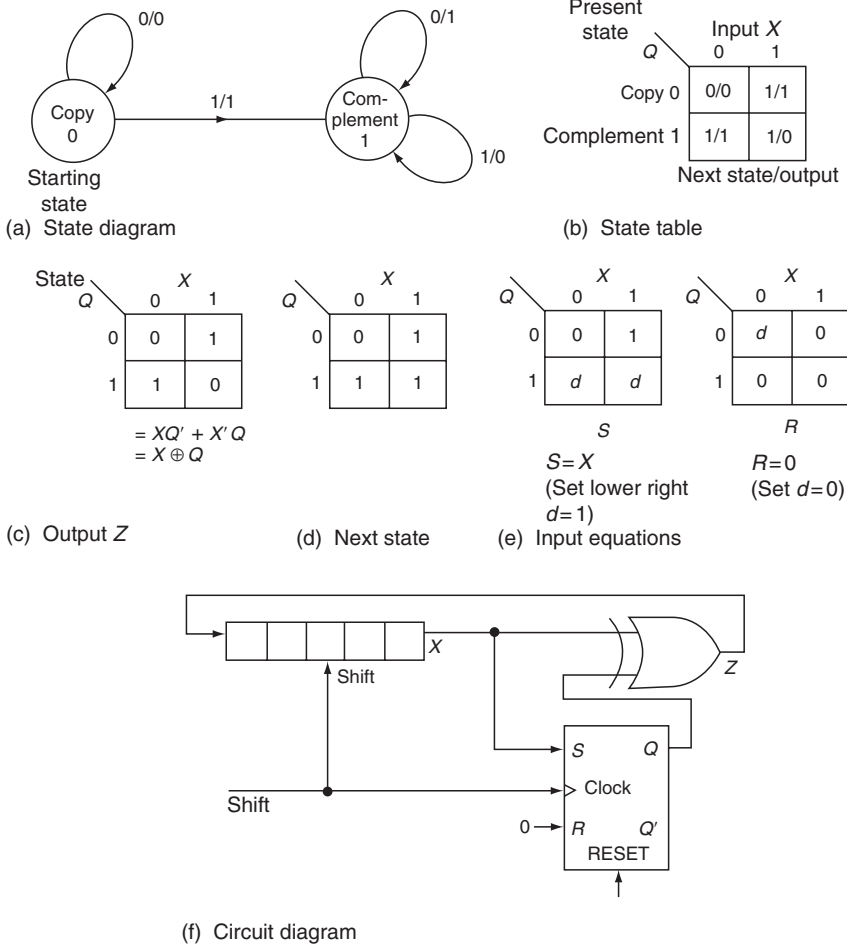 0/0
0/1
1/1
Copy
0
Com-
plement
1
1/0
Starting
state
(a) State diagram
Present
state
Input X
Q
0 1
Copy 0 0/0 1/1
Complement 1 1/1 1/0
Next state/output
(b) State table
State X
Q 0 1
0 0 1
1 1 0
= XQ′ + X′Q
= X ⊕ Q
(c) Output Z
X
Q 0 1
0 0 1
1 1 1
(d) Next state
X
Q 0 1
0 0 1
1 d d
S
S=X
(Set lower right
d=1)
X
Q 0 1
0 d 0
1 0 0
R
R=0
(Set d=0)
(e) Input equations
X
Shift
Z
S Q
Clock
Shift
0 R Q′
RESET
(f) Circuit diagram